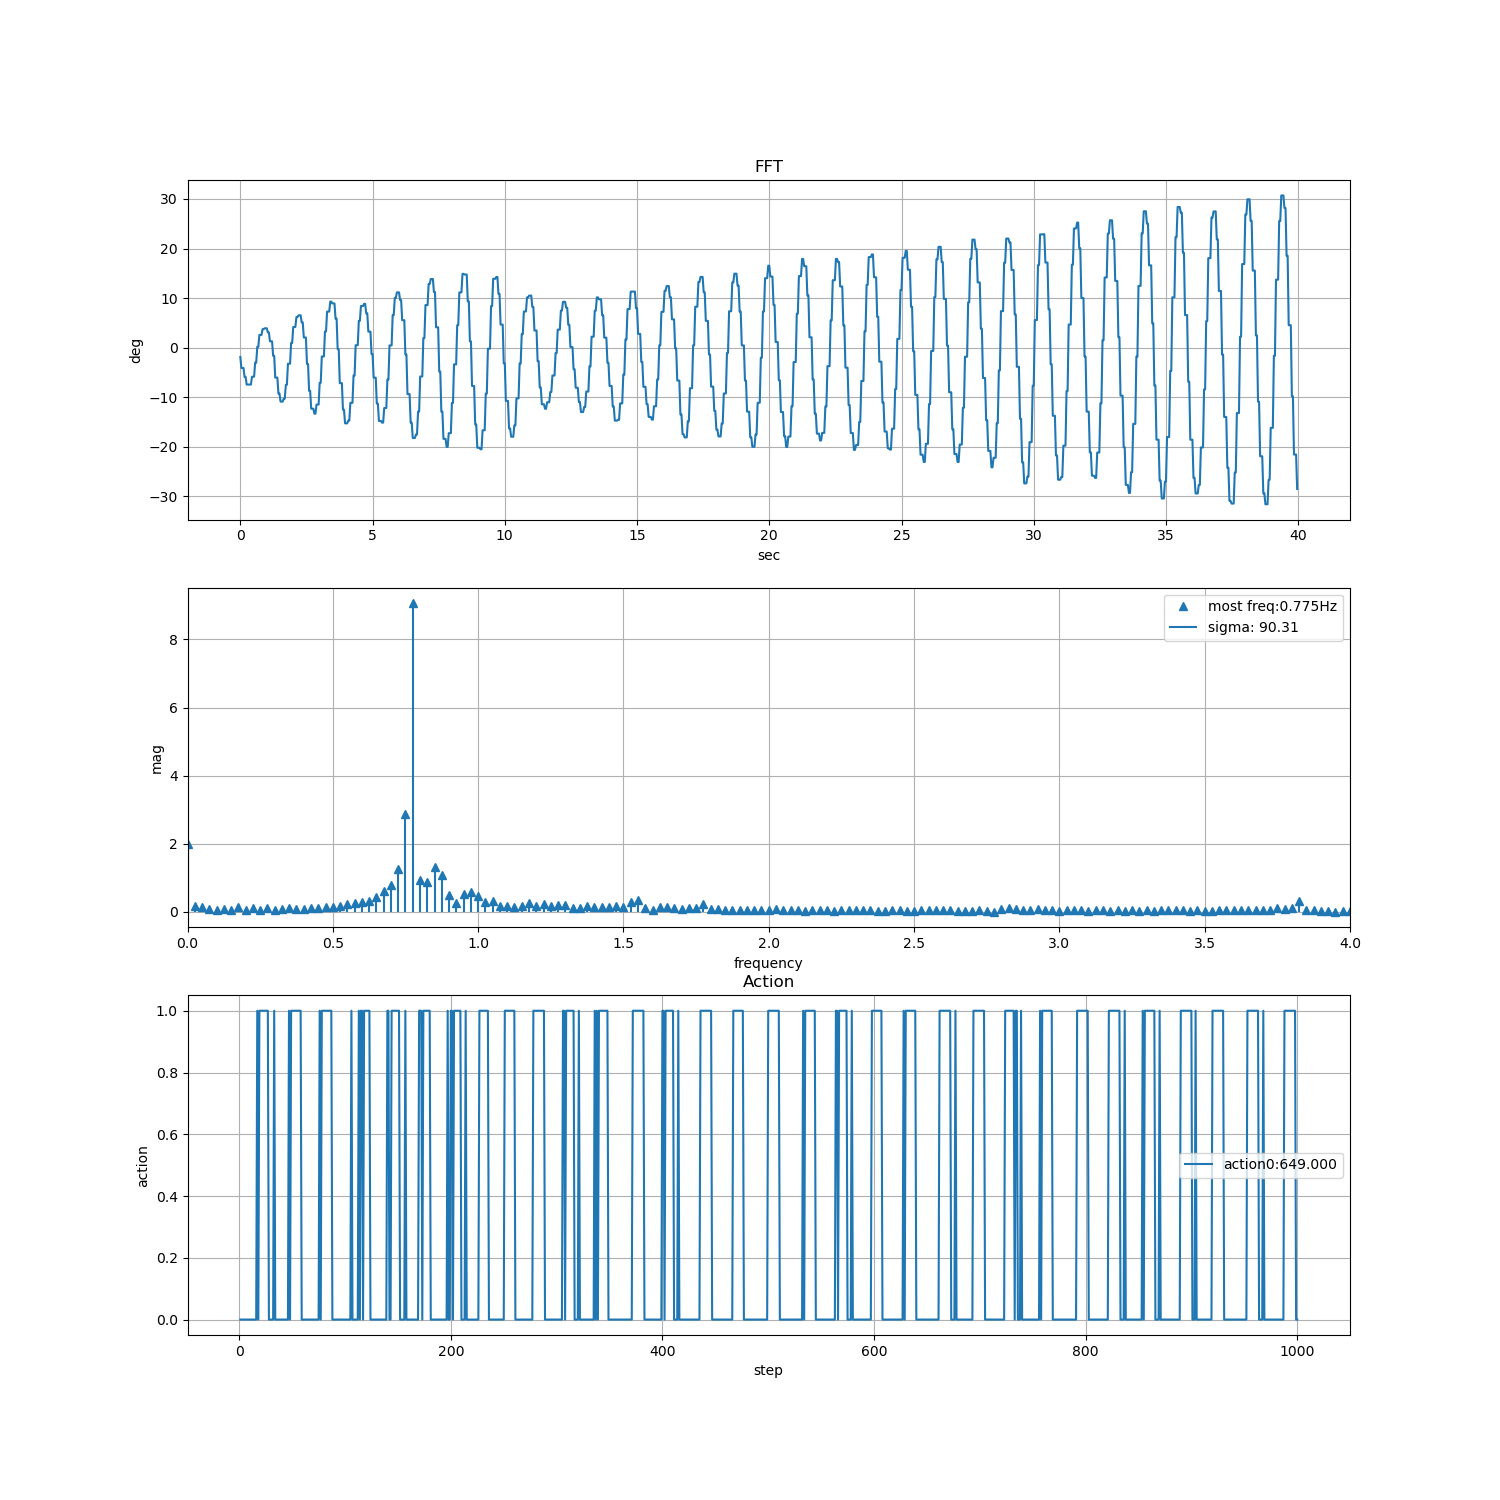 FFT
30
20
10
0
−10
−20
−30
deg
0 5 10 15 20 25 30 35 40
sec
most freq:0.775Hz
sigma: 90.31
8
6
4
2
0
mag
0.0 0.5 1.0 1.5 2.0 2.5 3.0 3.5 4.0
frequency
Action
1.0
0.8
0.6
0.4
0.2
0.0
action
action0:649.000
0 200 400 600 800 1000
step